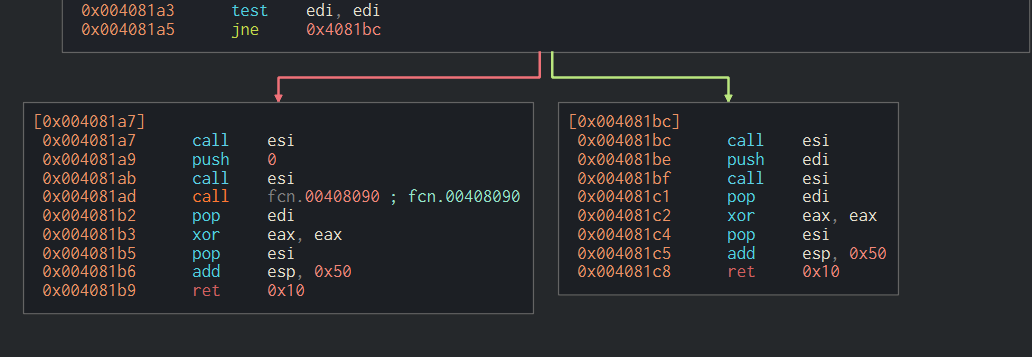 0x004081a3 test edi, edi
0x004081a5 jne 0x4081bc
[0x004081a7]
0x004081a7 call esi
0x004081a9 push 0
0x004081ab call esi
0x004081ad call fcn.00408090 ; fcn.00408090
0x004081b2 pop edi
0x004081b3 xor eax, eax
0x004081b5 pop esi
0x004081b6 add esp, 0x50
0x004081b9 ret 0x10
[0x004081bc]
0x004081bc call esi
0x004081be push edi
0x004081bf call esi
0x004081c1 pop edi
0x004081c2 xor eax, eax
0x004081c4 pop esi
0x004081c5 add esp, 0x50
0x004081c8 ret 0x10